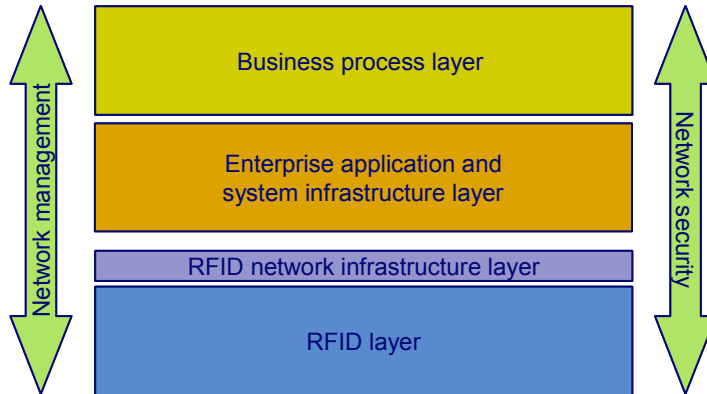 Business process layer
Network management
Network security
Enterprise application and
system infrastructure layer
RFID network infrastructure layer
RFID layer